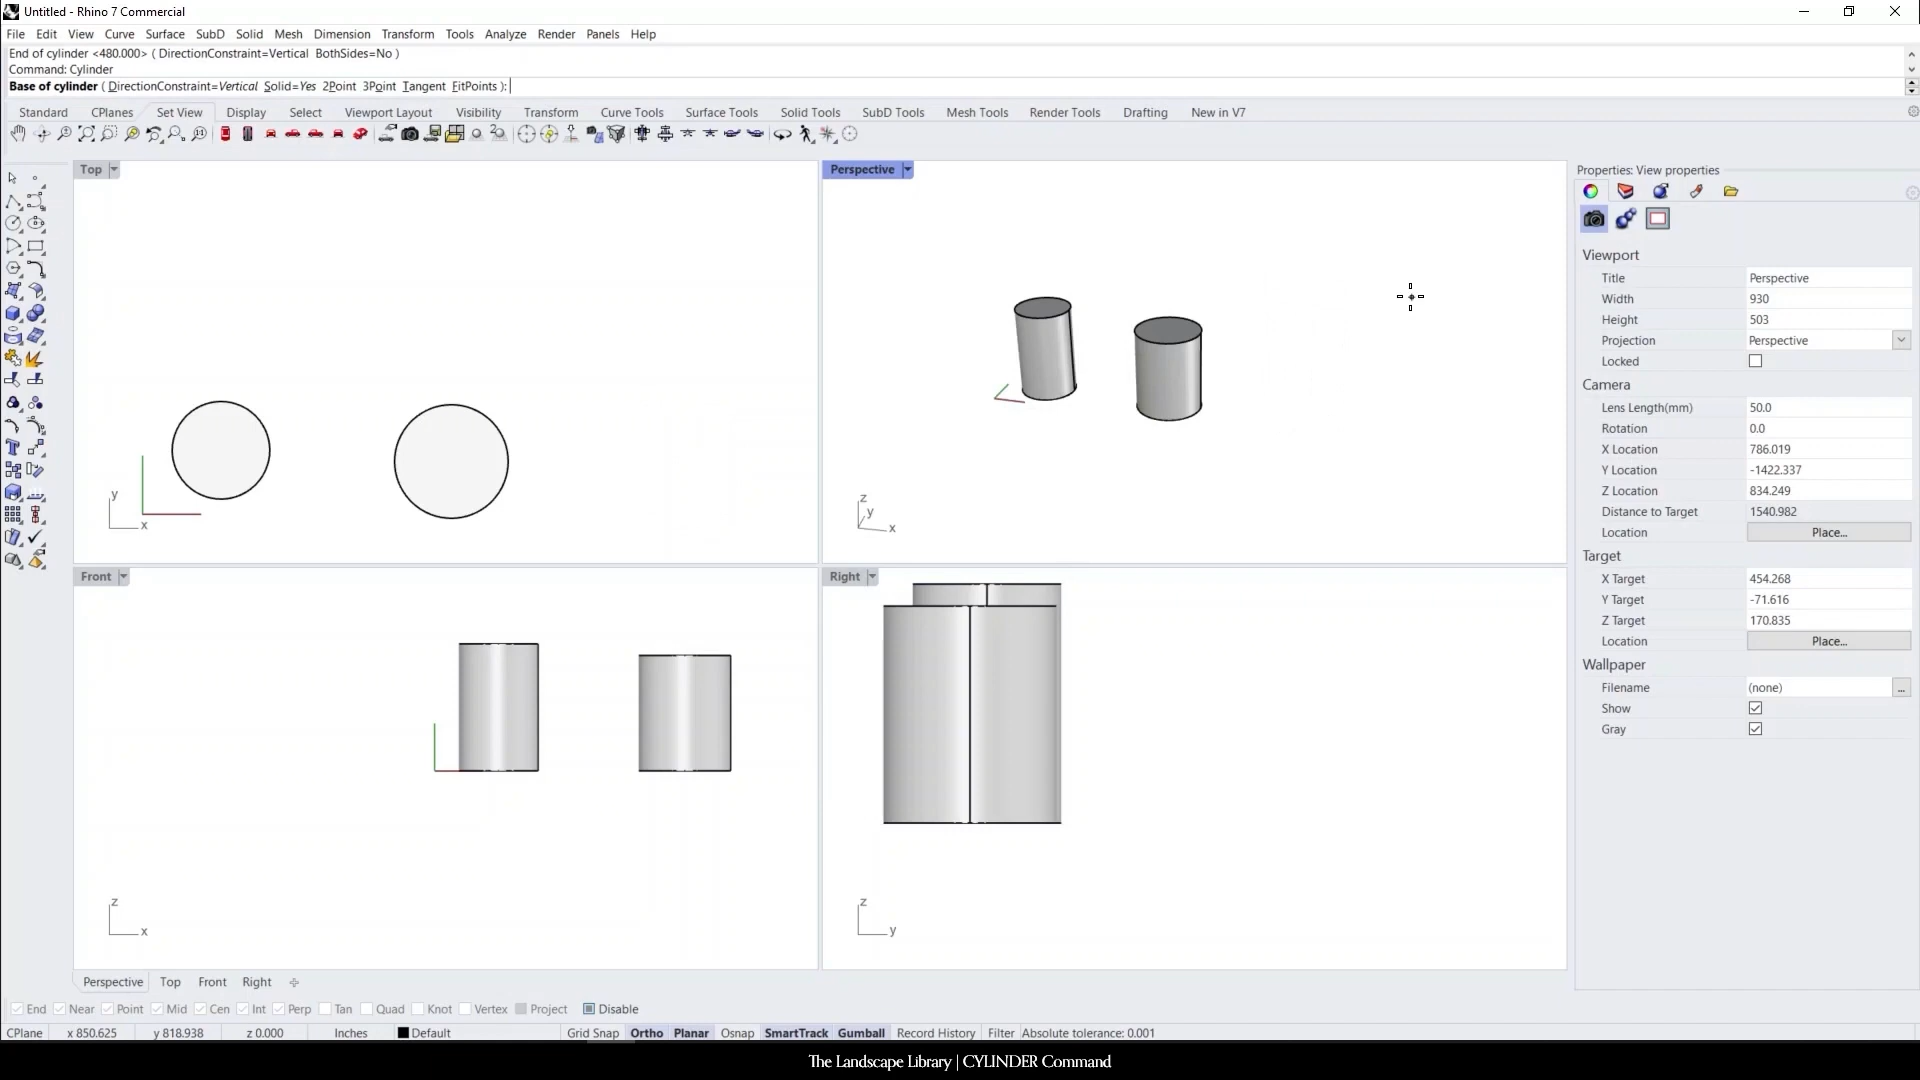 Untitled - Rhino 7 Commercial
File Edit View Curve Surface SubD Solid Mesh Dimension Transform Tools Analyze Render Panels Help
End of cylinder <480.000> ( DirectionConstraint=Vertical BothSides=No )
Command: Cylinder
Base of cylinder ( DirectionConstraint=Vertical Solid=Yes 2Point 3Point Tangent FitPoints ):
Standard CPlanes Set View Display Select Viewport Layout Visibility Transform Curve Tools Surface Tools Solid Tools SubD Tools Mesh Tools Render Tools Drafting New in V7
Top
Perspective
Properties: View properties
Viewport
Title Perspective
Width 930
Height 503
Projection Perspective
Locked
Camera
Lens Length(mm) 50.0
Rotation 0.0
X Location 786.019
Y Location -1422.337
Z Location 834.249
Distance to Target 1540.982
Location Place...
Target
X Target 454.268
Y Target -71.616
Z Target 170.835
Location Place...
Wallpaper
Filename (none) ...
Show
Gray
y
x
z
y
x
Front
Right
z
x
z
y
Perspective Top Front Right
End Near Point Mid Cen Int Perp Tan Quad Knot Vertex Project Disable
CPlane x 850.625 y 818.938 z 0.000 Inches Default Grid Snap Ortho Planar Osnap SmartTrack Gumball Record History Filter Absolute tolerance: 0.001
The Landscape Library | CYLINDER Command